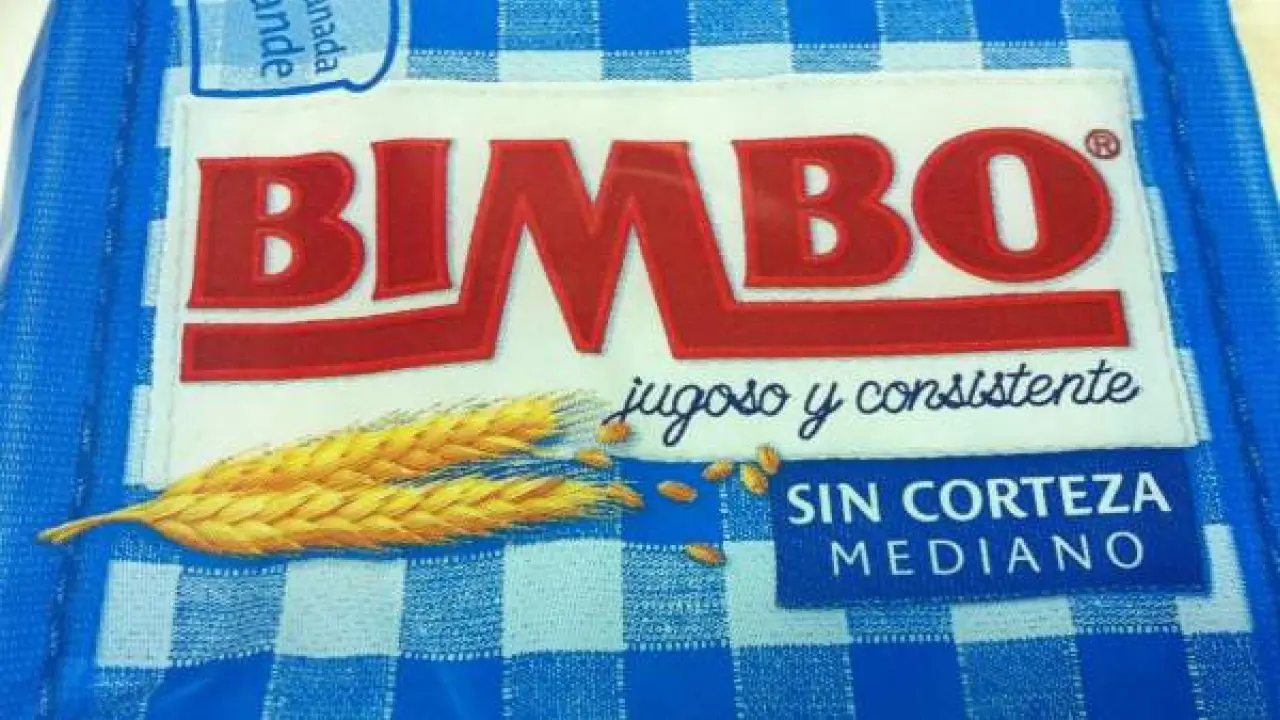 BIMBO®
jugoso y consistente
SIN CORTEZA
MEDIANO